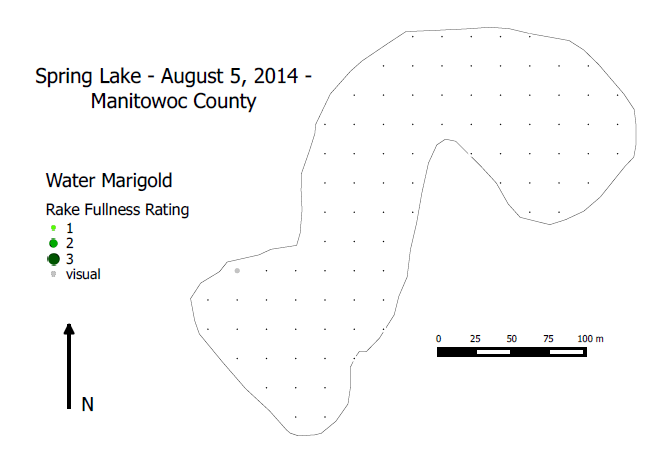 Spring Lake - August 5, 2014 -
Manitowoc County
Water Marigold
Rake Fullness Rating
1
2
3
visual
N
0 25 50 75 100 m